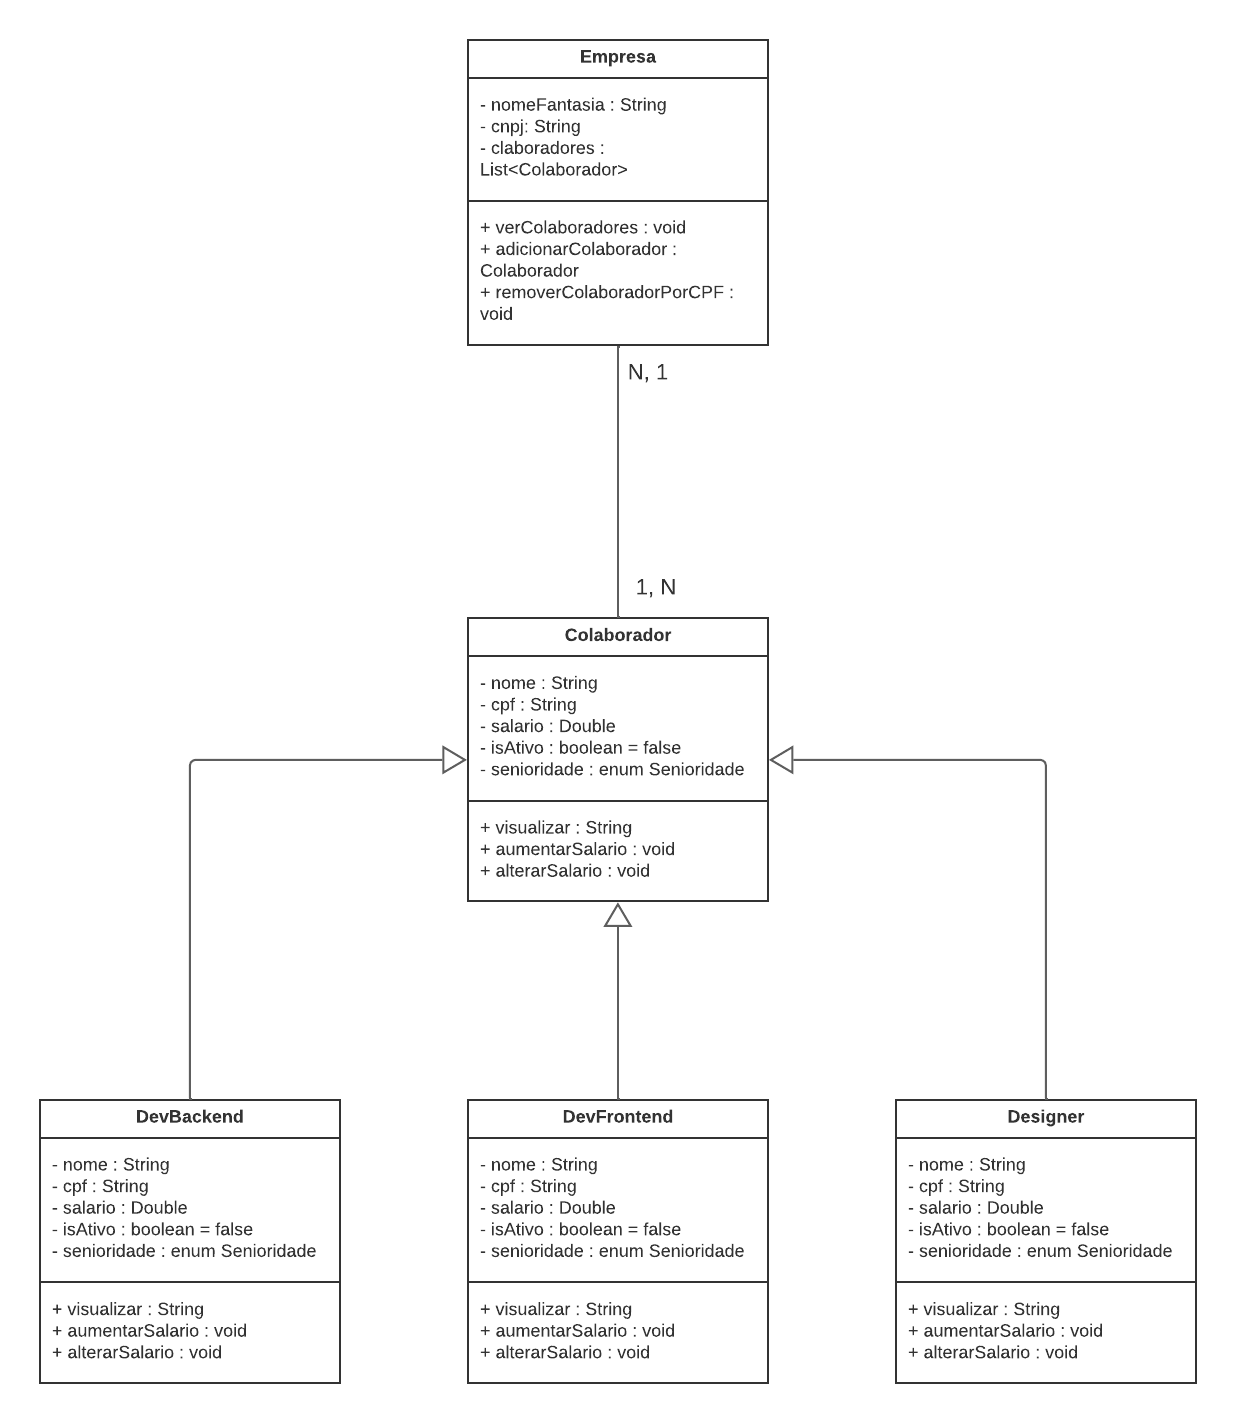 Empresa
- nomeFantasia : String
- cnpj: String
- claboradores :
List<Colaborador>
+ verColaboradores : void
+ adicionarColaborador :
Colaborador
+ removerColaboradorPorCPF :
void
N, 1
1, N
Colaborador
- nome : String
- cpf : String
- salario : Double
- isAtivo : boolean = false
- senioridade : enum Senioridade
+ visualizar : String
+ aumentarSalario : void
+ alterarSalario : void
DevBackend
- nome : String
- cpf : String
- salario : Double
- isAtivo : boolean = false
- senioridade : enum Senioridade
+ visualizar : String
+ aumentarSalario : void
+ alterarSalario : void
DevFrontend
- nome : String
- cpf : String
- salario : Double
- isAtivo : boolean = false
- senioridade : enum Senioridade
+ visualizar : String
+ aumentarSalario : void
+ alterarSalario : void
Designer
- nome : String
- cpf : String
- salario : Double
- isAtivo : boolean = false
- senioridade : enum Senioridade
+ visualizar : String
+ aumentarSalario : void
+ alterarSalario : void